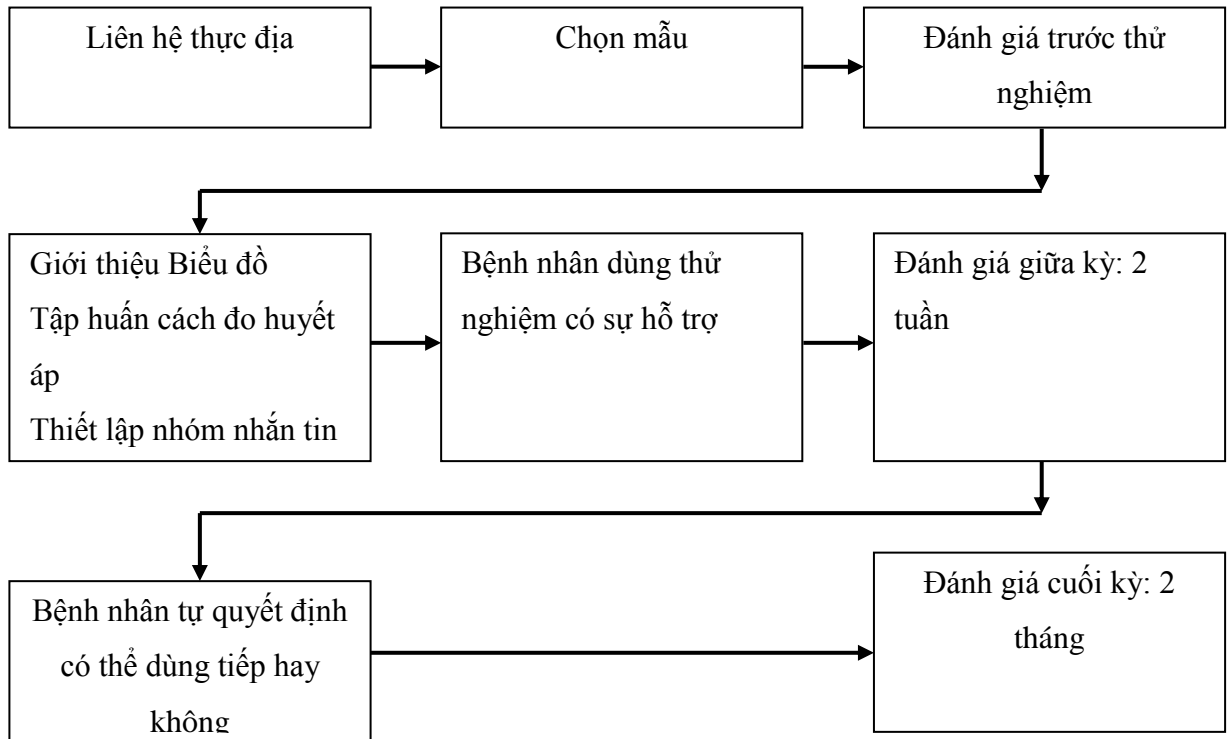 Liên hệ thực địa
Chọn mẫu
Đánh giá trước thử
nghiệm
Giới thiệu Biểu đồ
Tập huấn cách đo huyết
áp
Thiết lập nhóm nhắn tin
Bệnh nhân dùng thử
nghiệm có sự hỗ trợ
Đánh giá giữa kỳ: 2
tuần
Bệnh nhân tự quyết định
có thể dùng tiếp hay
không
Đánh giá cuối kỳ: 2
tháng